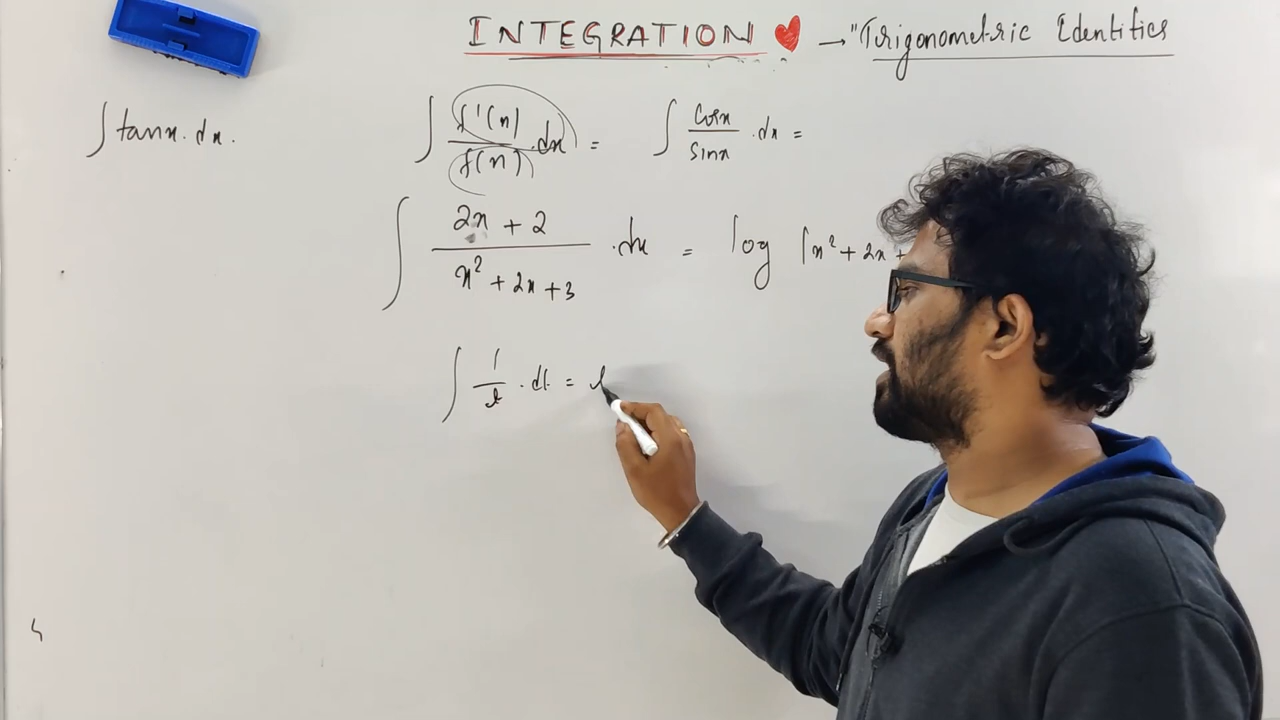 INTEGRATION ❤ → "Trigonometric Identities
∫ tanx. dx.
∫ f'(x)/f(x) .dx =
∫ cosx/sinx .dx =
∫ 2x + 2 / x² + 2x + 3 .dx = log |x² + 2x +
∫ 1/t . dt = l